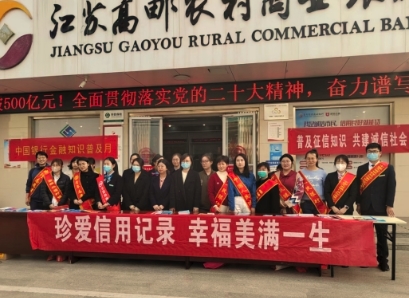 江苏高邮农村商业银
JIANGSU GAOYOU RURAL COMMERCIAL BA
500亿元！全面贯彻落实党的二十大精神，奋力谱写
中国银行金融知识普及月
普及征信知识 共建诚信社会
珍爱信用记录 幸福美满一生